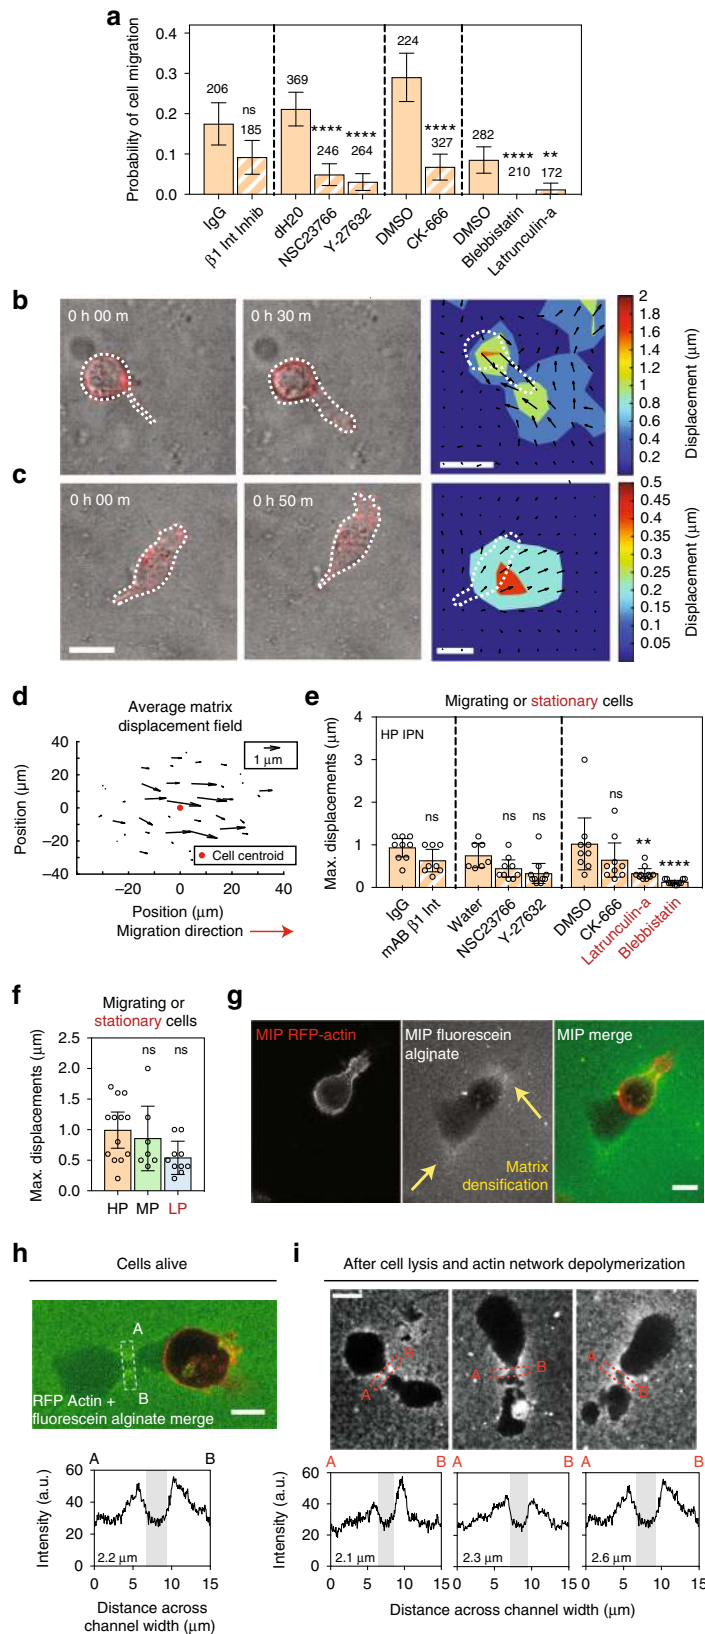 a
Probability of cell migration
0.4
0.3
0.2
0.1
0.0
206
ns
185
369
****
246
****
264
224
****
327
282
****
210
**
172
IgG
β1 Int Inhib
dH20
NSC23766
Y-27632
DMSO
CK-666
DMSO
Blebbistatin
Latrunculin-a
b
0 h 00 m
0 h 30 m
2
1.8
1.6
1.4
1.2
1
0.8
0.6
0.4
0.2
Displacement (µm)
c
0 h 00 m
0 h 50 m
0.5
0.45
0.4
0.35
0.3
0.25
0.2
0.15
0.1
0.05
Displacement (µm)
d
Average matrix
displacement field
Position (µm)
40
20
0
−20
−40
1 µm
Cell centroid
−20
0
20
40
Position (µm)
Migration direction
e
Migrating or stationary cells
Max. displacements (µm)
4
3
2
1
0
HP IPN
ns
ns
ns
ns
**
****
IgG
mAB β1 Int
Water
NSC23766
Y-27632
DMSO
CK-666
Latrunculin-a
Blebbistatin
f
Migrating or
stationary cells
Max. displacements (µm)
2.5
2.0
1.5
1.0
0.5
0.0
ns
ns
HP
MP
LP
g
MIP RFP-actin
MIP fluorescein
alginate
MIP merge
Matrix
densification
h
Cells alive
A
B
RFP Actin +
fluorescein alginate merge
A
B
Intensity (a.u.)
60
40
20
0
2.2 µm
0
5
10
15
Distance across
channel width (µm)
i
After cell lysis and actin network depolymerization
A
B
A
B
A
B
A
B
A
B
A
B
Intensity (a.u.)
60
40
20
0
2.1 µm
2.3 µm
2.6 µm
0
5
10
15
0
5
10
15
0
5
10
15
Distance across channel width (µm)